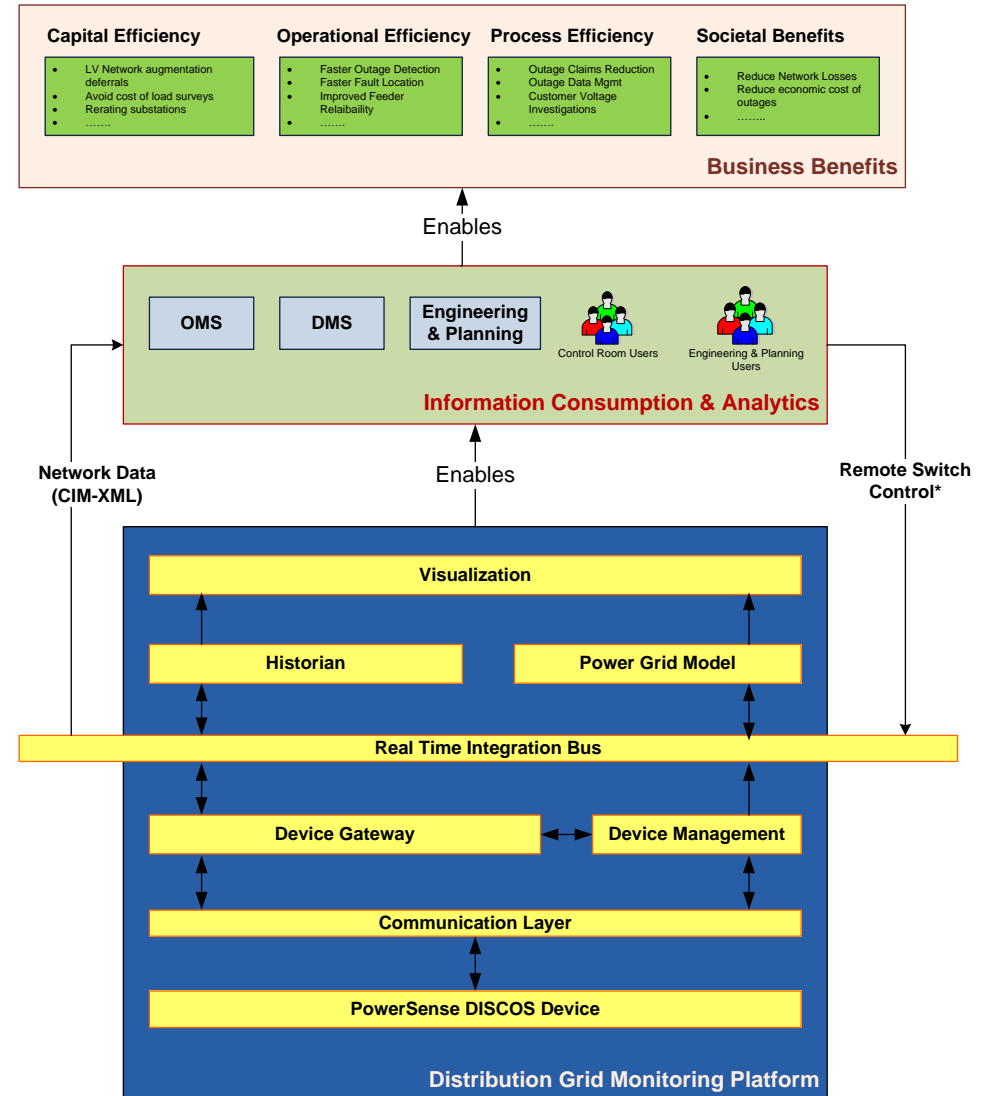 Capital Efficiency
• LV Network augmentation
deferrals
• Avoid cost of load surveys
• Rerating substations
• …….
Operational Efficiency
• Faster Outage Detection
• Faster Fault Location
• Improved Feeder
Relaibaility
• …….
Process Efficiency
• Outage Claims Reduction
• Outage Data Mgmt
• Customer Voltage
Investigations
• …….
Societal Benefits
• Reduce Network Losses
• Reduce economic cost of
outages
• ……..
Business Benefits
Enables
OMS
DMS
Engineering
& Planning
Control Room Users
Engineering & Planning
Users
Information Consumption & Analytics
Network Data
(CIM-XML)
Enables
Remote Switch
Control*
Visualization
Historian
Power Grid Model
Real Time Integration Bus
Device Gateway
Device Management
Communication Layer
PowerSense DISCOS Device
Distribution Grid Monitoring Platform